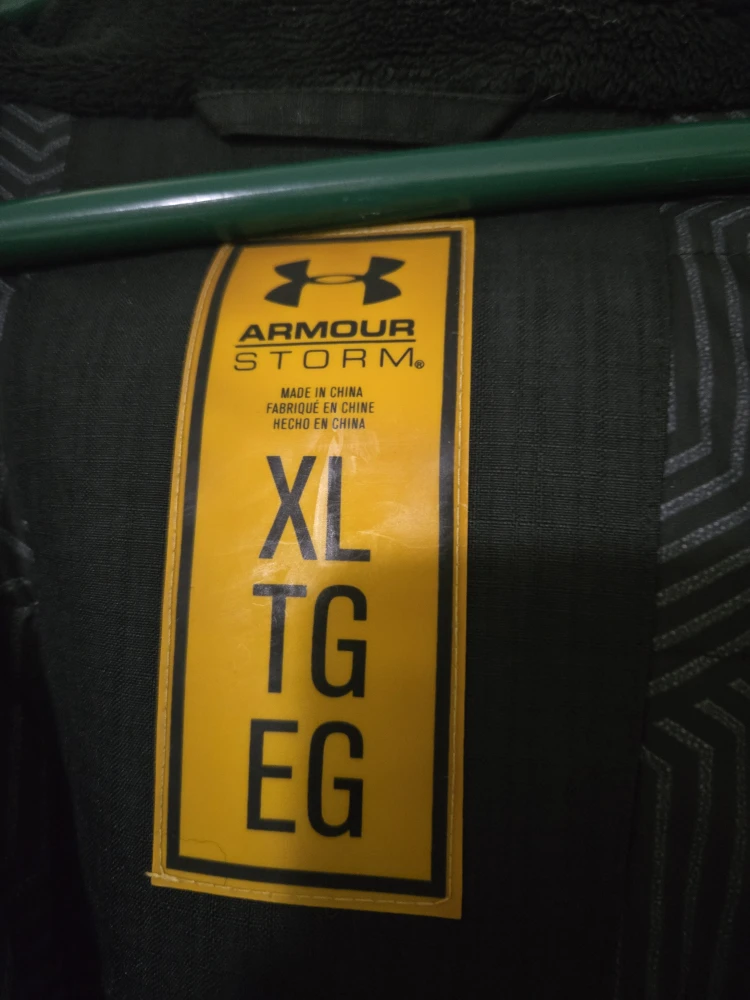 ARMOUR
STORM®
MADE IN CHINA
FABRIQUÉ EN CHINE
HECHO EN CHINA
XL
TG
EG